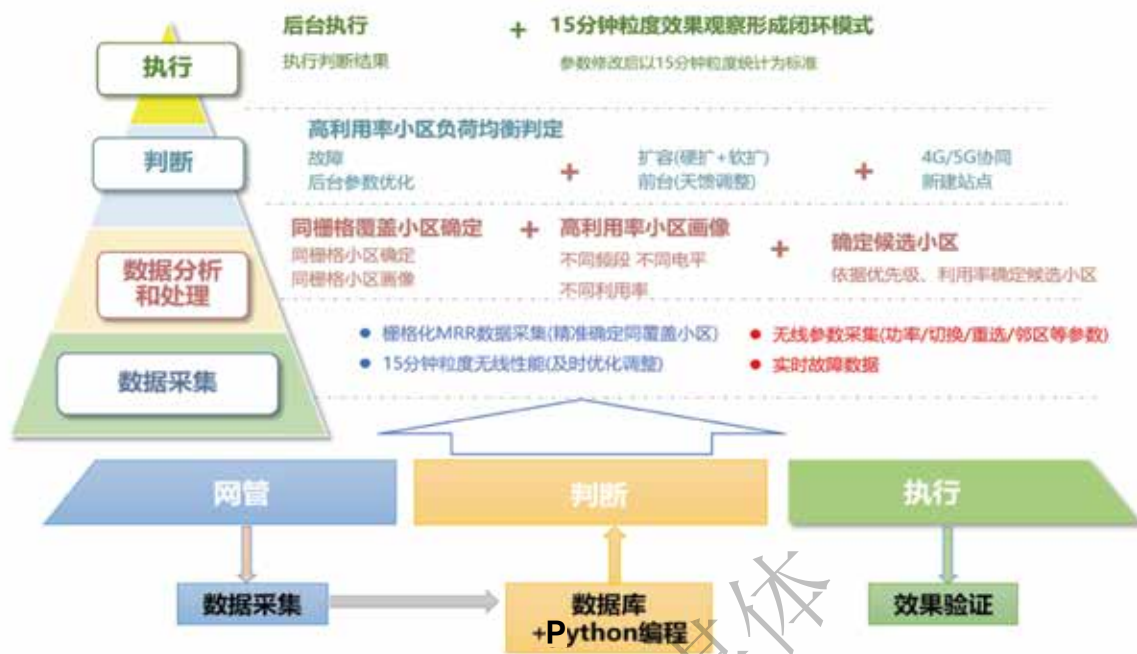 执行
后台执行 + 15分钟粒度效果观察形成闭环模式
执行判断结果 参数修改后以15分钟粒度统计为标准
判断
高利用率小区负荷均衡判定
故障 + 扩容(硬扩+软扩) + 4G/5G协同
后台参数优化 前台(天馈调整) 新建站点
数据分析
和处理
同栅格覆盖小区确定 + 高利用率小区画像 + 确定候选小区
同栅格小区确定 不同频段 不同电平 依据优先级、利用率确定候选小区
同栅格小区画像 不同利用率
数据采集
● 栅格化MRR数据采集(精准确定同覆盖小区) ● 无线参数采集(功率/切换/重选/邻区等参数)
● 15分钟粒度无线性能(及时优化调整) ● 实时故障数据
网管 判断 执行
数据采集 数据库 效果验证
+Python编程
体